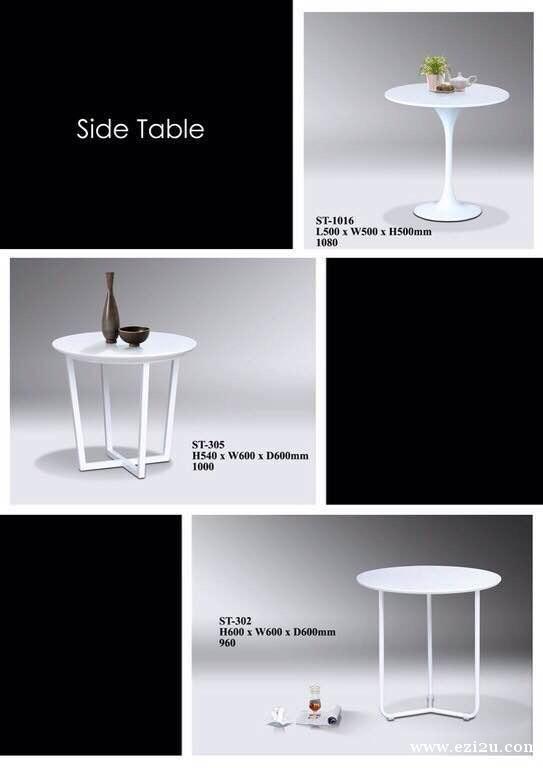 Side Table
ST-1016
L500 x W500 x H500mm
1080
ST-305
H540 x W600 x D600mm
1000
ST-302
H600 x W600 x D600mm
960
www.ezi2u.com